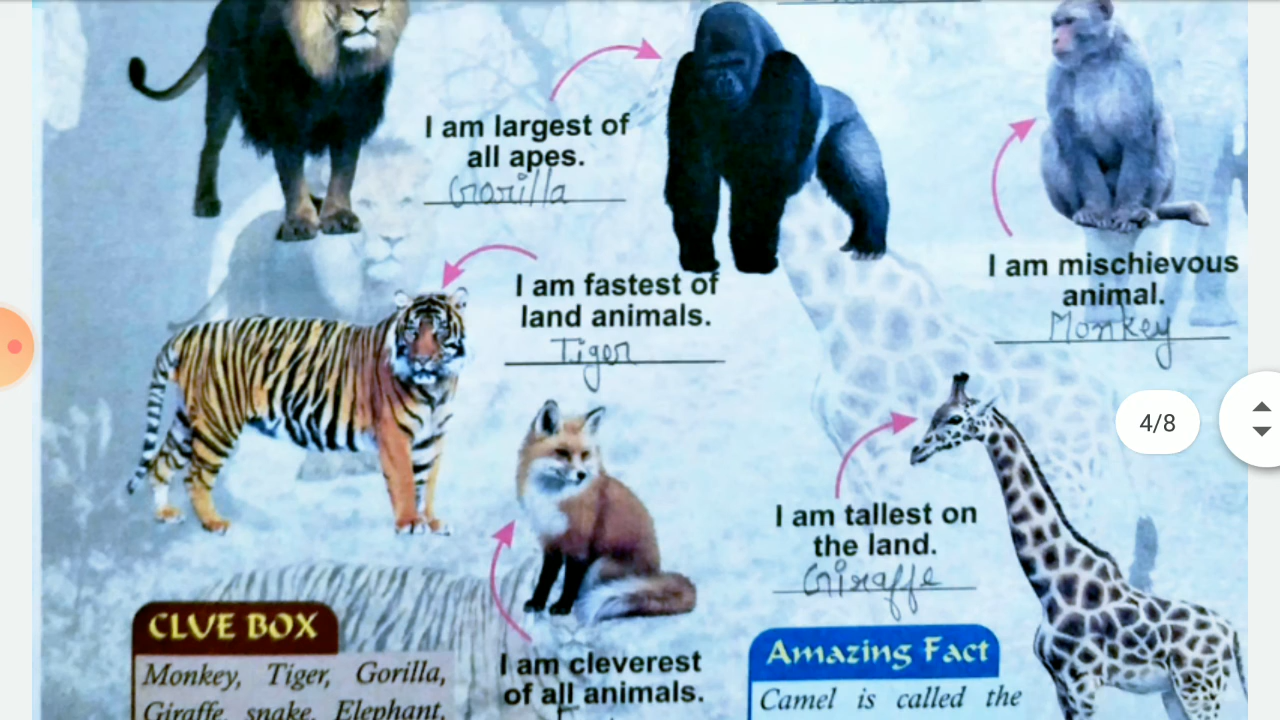 I am largest of
all apes.
Gorilla
I am mischievous
animal.
Monkey
I am fastest of
land animals.
Tiger
I am tallest on
the land.
Giraffe
I am cleverest
of all animals.
CLUE BOX
Monkey, Tiger, Gorilla,
Giraffe, snake, Elephant,
Amazing Fact
Camel is called the
4/8